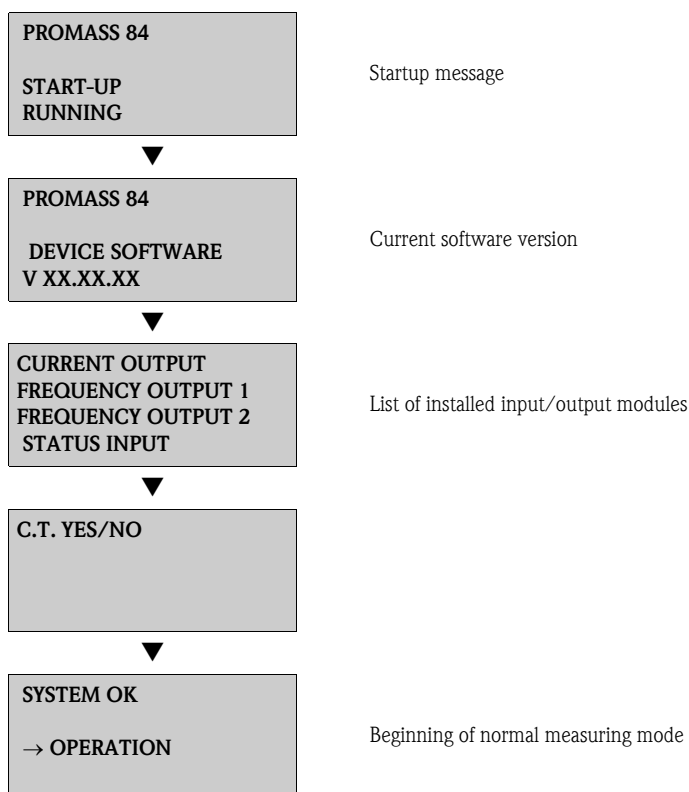 PROMASS 84
START-UP
RUNNING
Startup message
PROMASS 84
DEVICE SOFTWARE
V XX.XX.XX
Current software version
CURRENT OUTPUT
FREQUENCY OUTPUT 1
FREQUENCY OUTPUT 2
STATUS INPUT
List of installed input/output modules
C.T. YES/NO
SYSTEM OK
→ OPERATION
Beginning of normal measuring mode